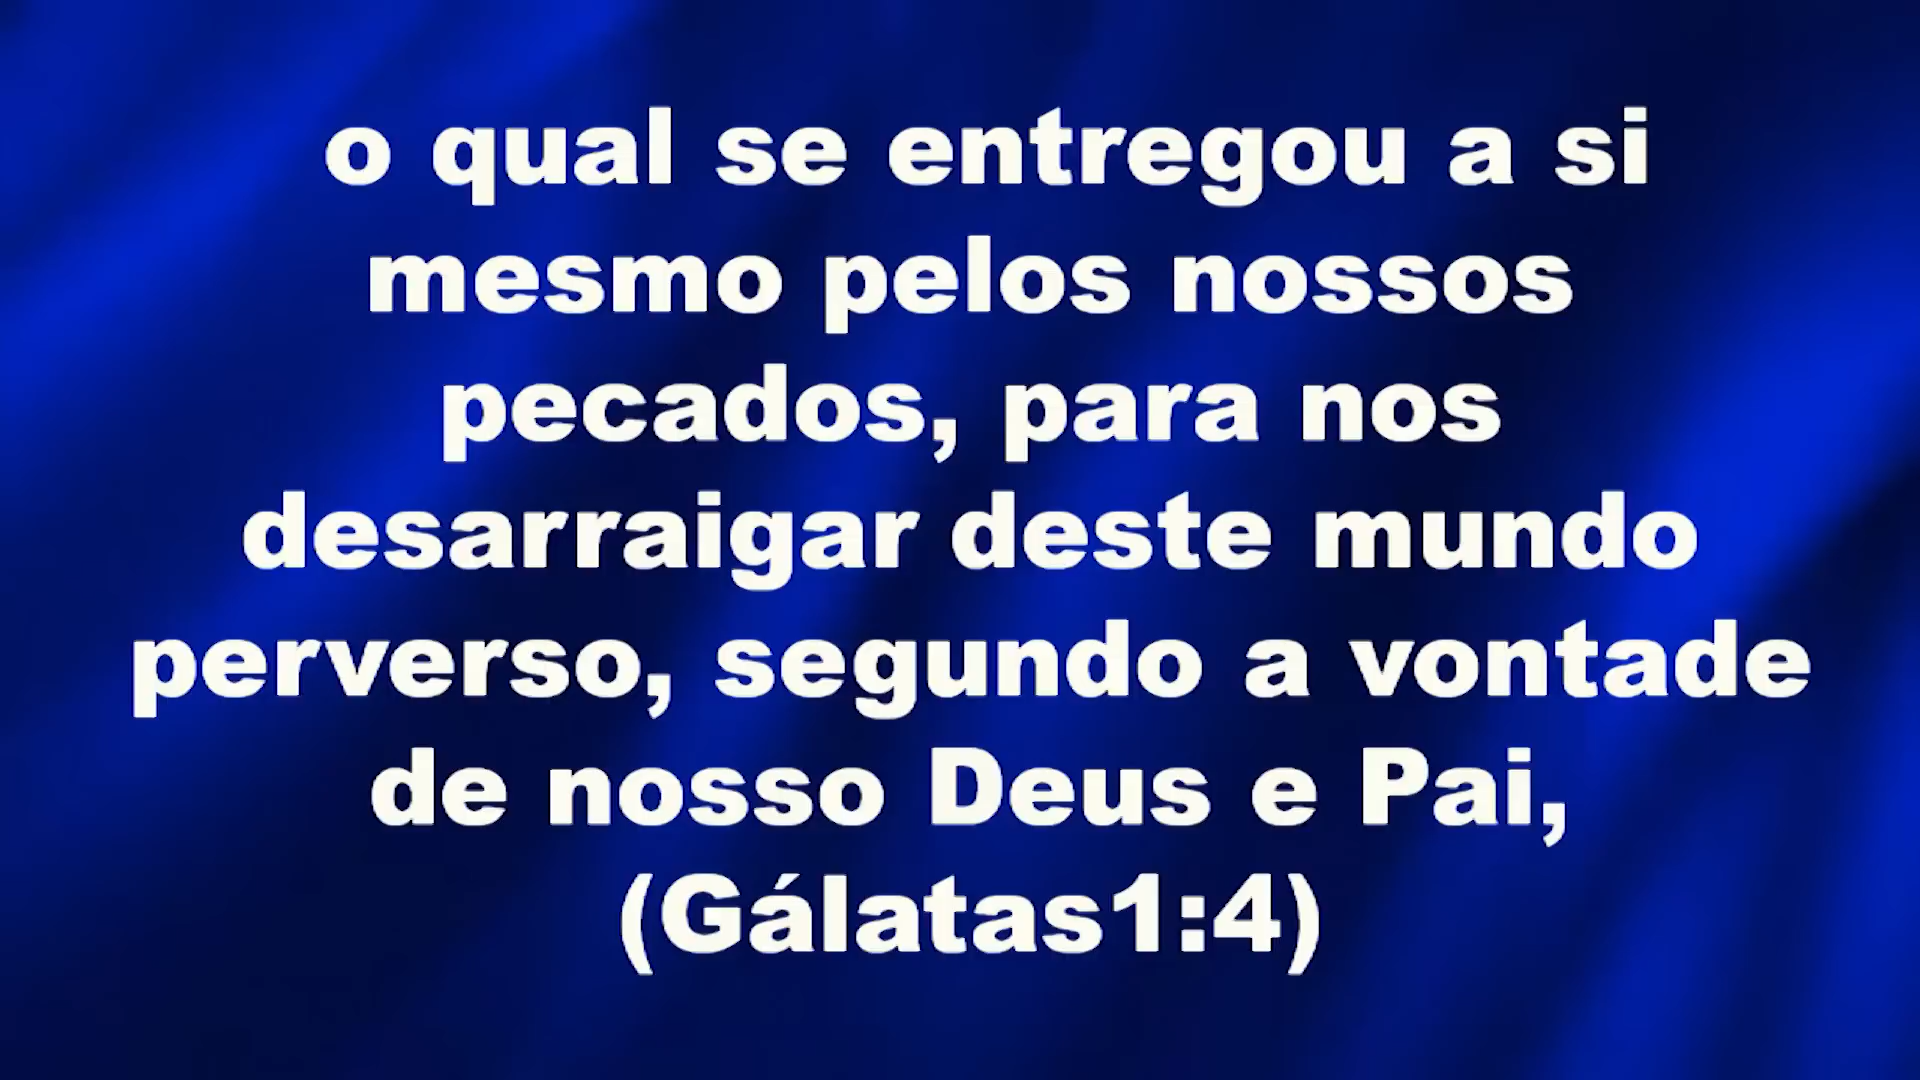 o qual se entregou a si
mesmo pelos nossos
pecados, para nos
desarraigar deste mundo
perverso, segundo a vontade
de nosso Deus e Pai,
(Gálatas1:4)